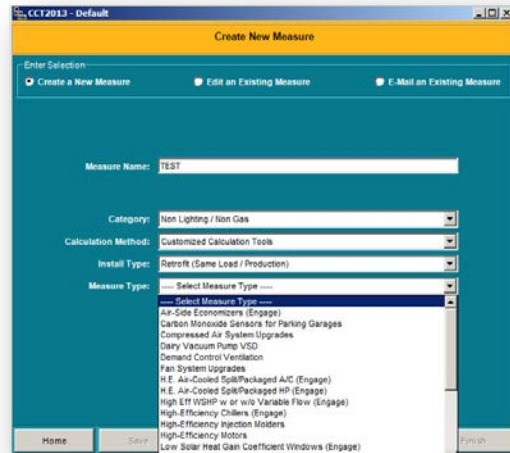 CCT2013 - Default
Create New Measure
Enter Selection
Create a New Measure
Edit an Existing Measure
E-Mail an Existing Measure
Measure Name: TEST
Category: Non Lighting / Non Gas
Calculation Method: Customized Calculation Tools
Install Type: Retrofit (Same Load / Production)
Measure Type: ---- Select Measure Type ----
---- Select Measure Type ----
Air-Side Economizers (Engage)
Carbon Monoxide Sensors for Parking Garages
Compressed Air System Upgrades
Dairy Vacuum Pump VSD
Demand Control Ventilation
Fan System Upgrades
H.E. Air-Cooled Split/Packaged A/C (Engage)
H.E. Air-Cooled Split/Packaged HP (Engage)
High Eff WSHP w or w/o Variable Flow (Engage)
High-Efficiency Chillers (Engage)
High-Efficiency Injection Molders
High-Efficiency Motors
Low Solar Heat Gain Coefficient Windows (Engage)
Home
Save
Finish